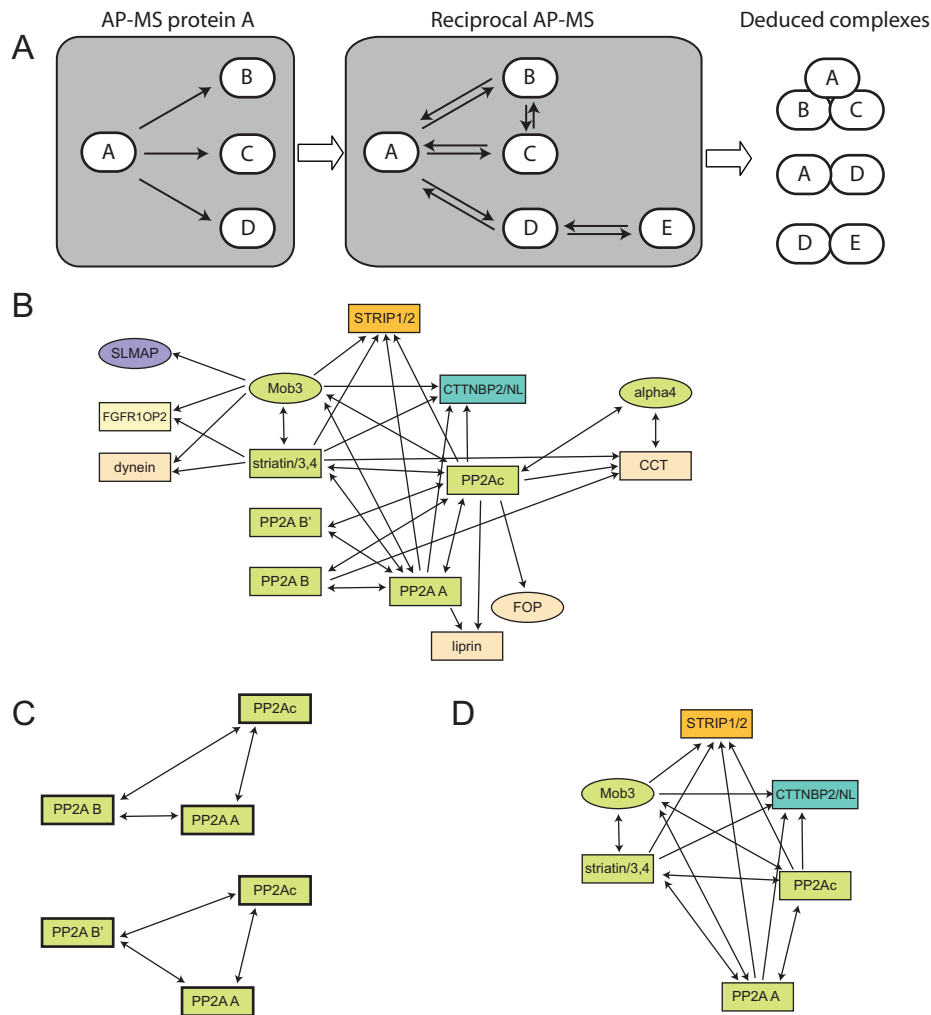 AP-MS protein A
Reciprocal AP-MS
Deduced complexes
A
A
B
C
D
A
B
C
D
E
A
B
C
A
D
D
E
B
STRIP1/2
SLMAP
Mob3
CTTNBP2/NL
alpha4
FGFR1OP2
striatin/3,4
dynein
PP2Ac
CCT
PP2A B'
PP2A B
PP2A A
FOP
liprin
C
PP2Ac
PP2A B
PP2A A
PP2Ac
PP2A B'
PP2A A
D
STRIP1/2
Mob3
CTTNBP2/NL
striatin/3,4
PP2Ac
PP2A A